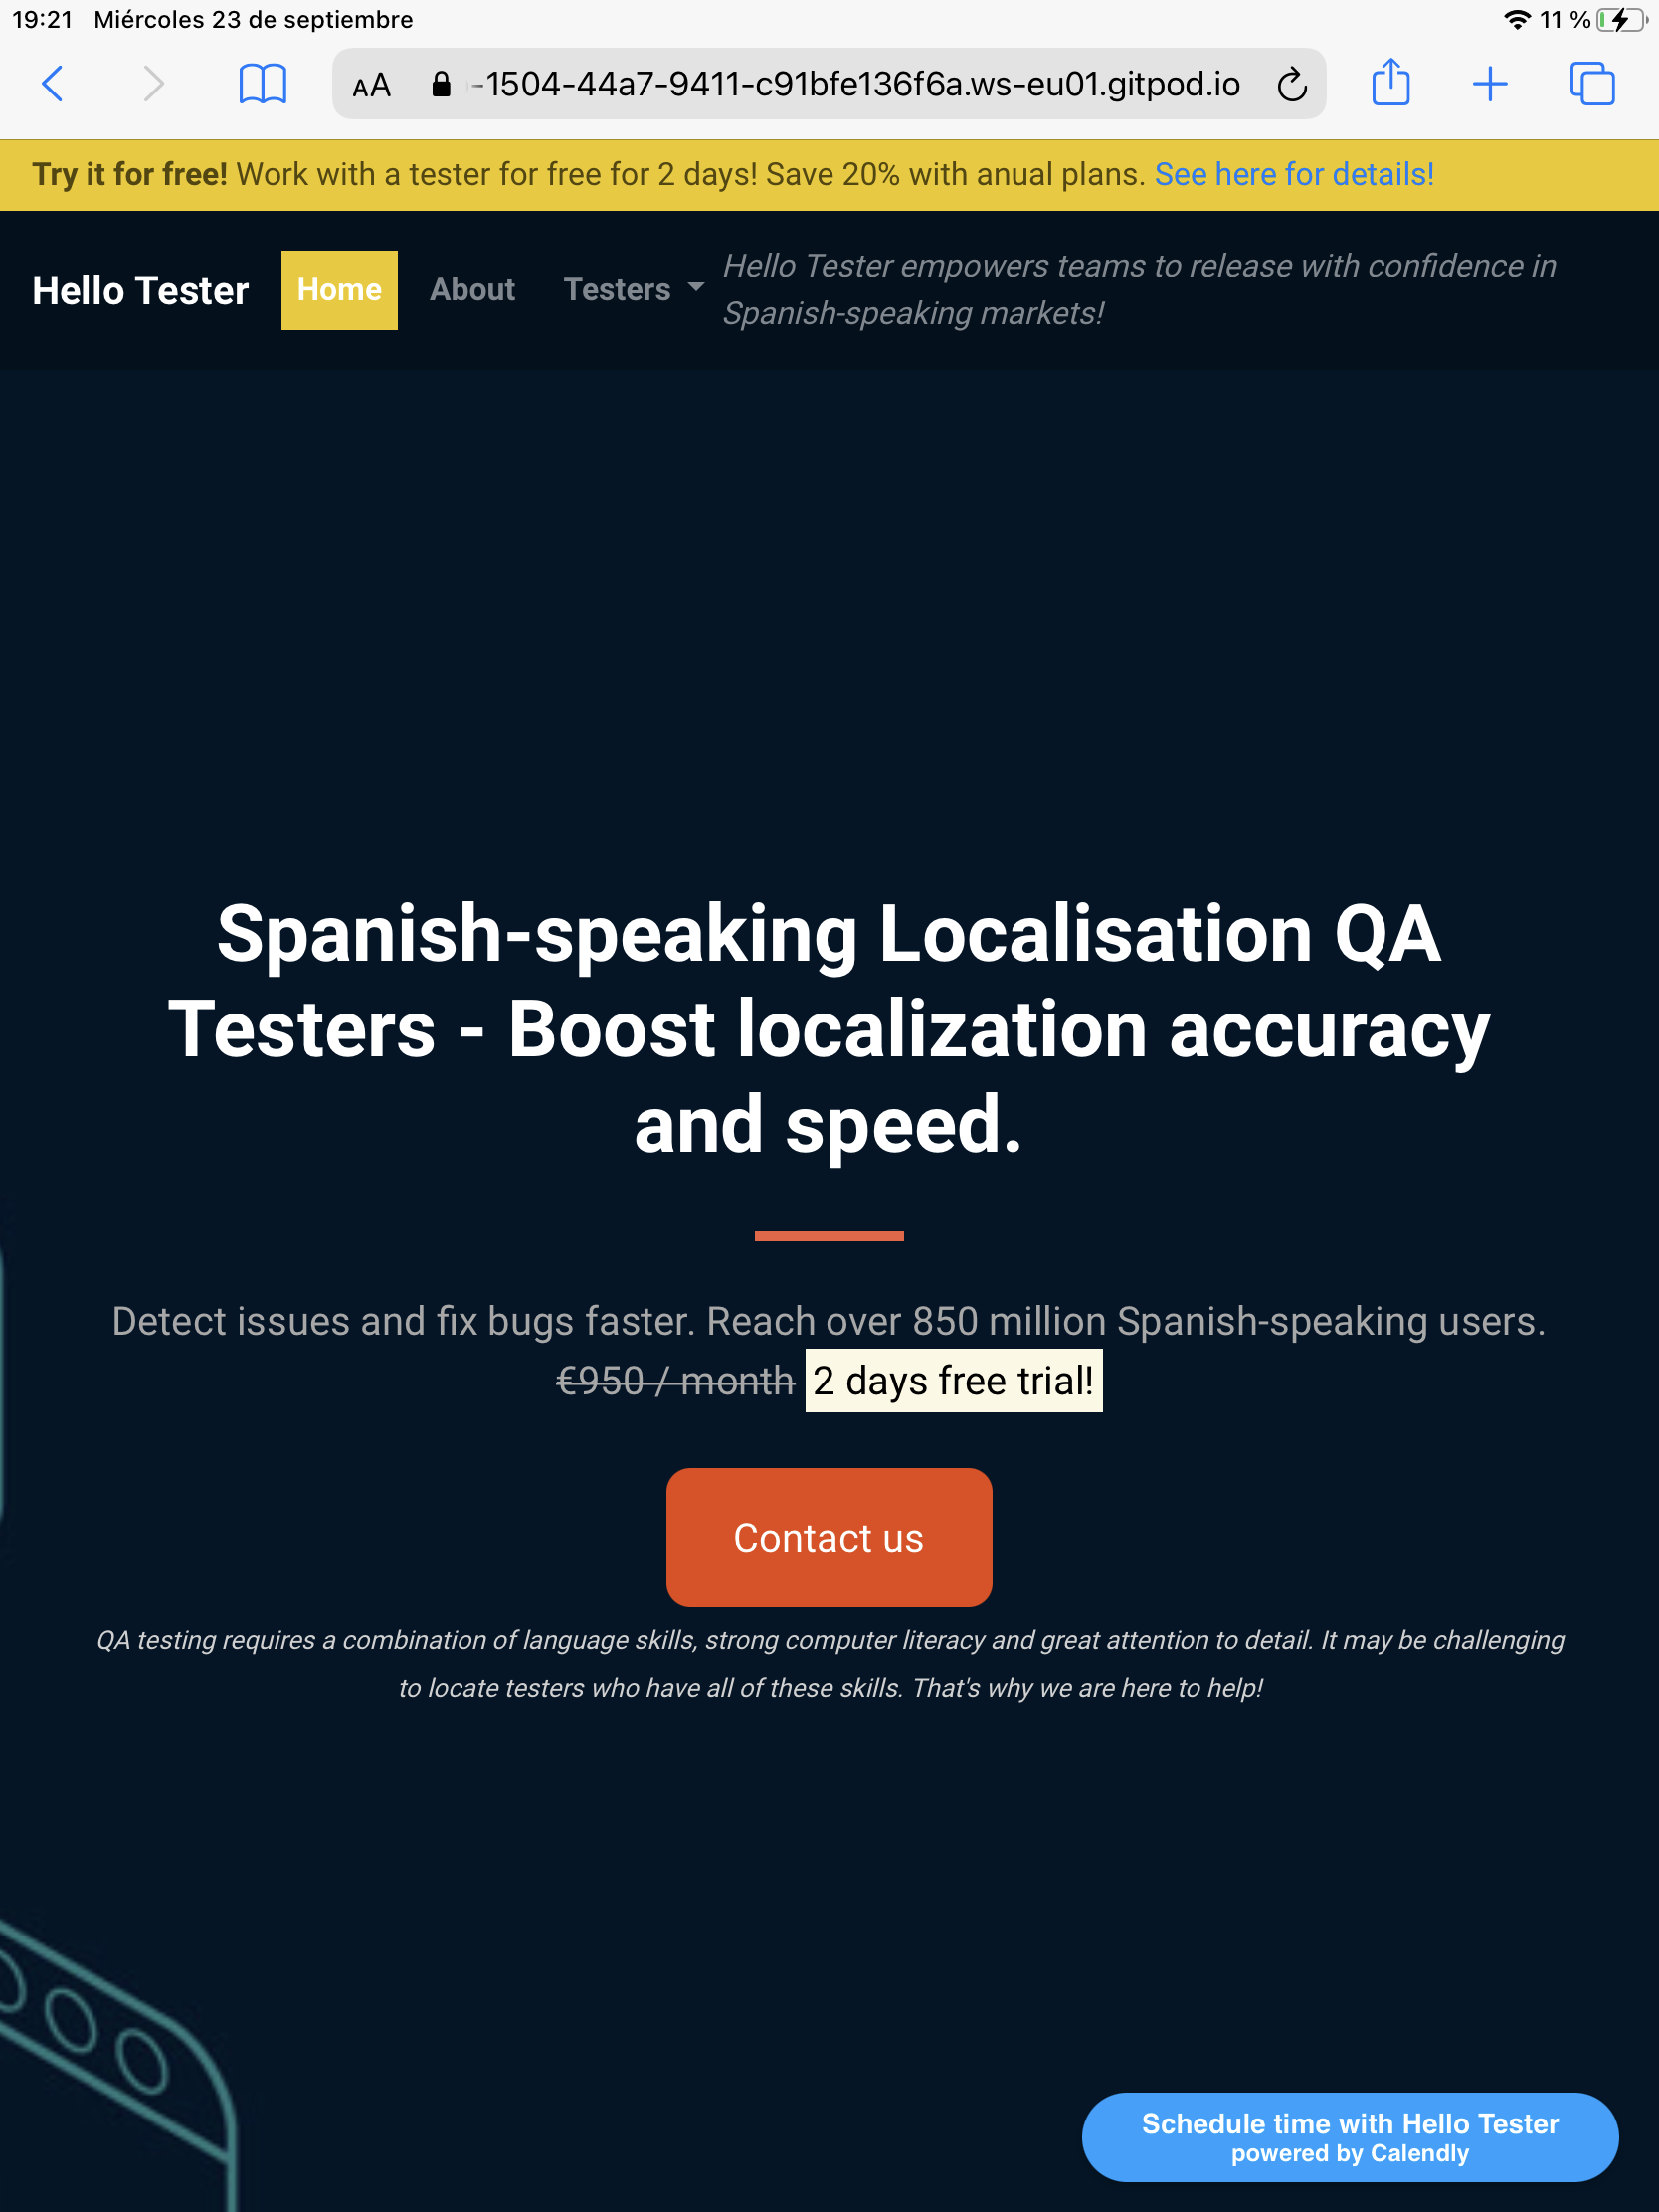 19:21 Miércoles 23 de septiembre 11 %
AA -1504-44a7-9411-c91bfe136f6a.ws-eu01.gitpod.io
Try it for free! Work with a tester for free for 2 days! Save 20% with anual plans. See here for details!
Hello Tester Home About Testers
Hello Tester empowers teams to release with confidence in
Spanish-speaking markets!
Spanish-speaking Localisation QA
Testers - Boost localization accuracy
and speed.
Detect issues and fix bugs faster. Reach over 850 million Spanish-speaking users.
€950 / month 2 days free trial!
Contact us
QA testing requires a combination of language skills, strong computer literacy and great attention to detail. It may be challenging
to locate testers who have all of these skills. That's why we are here to help!
Schedule time with Hello Tester
powered by Calendly